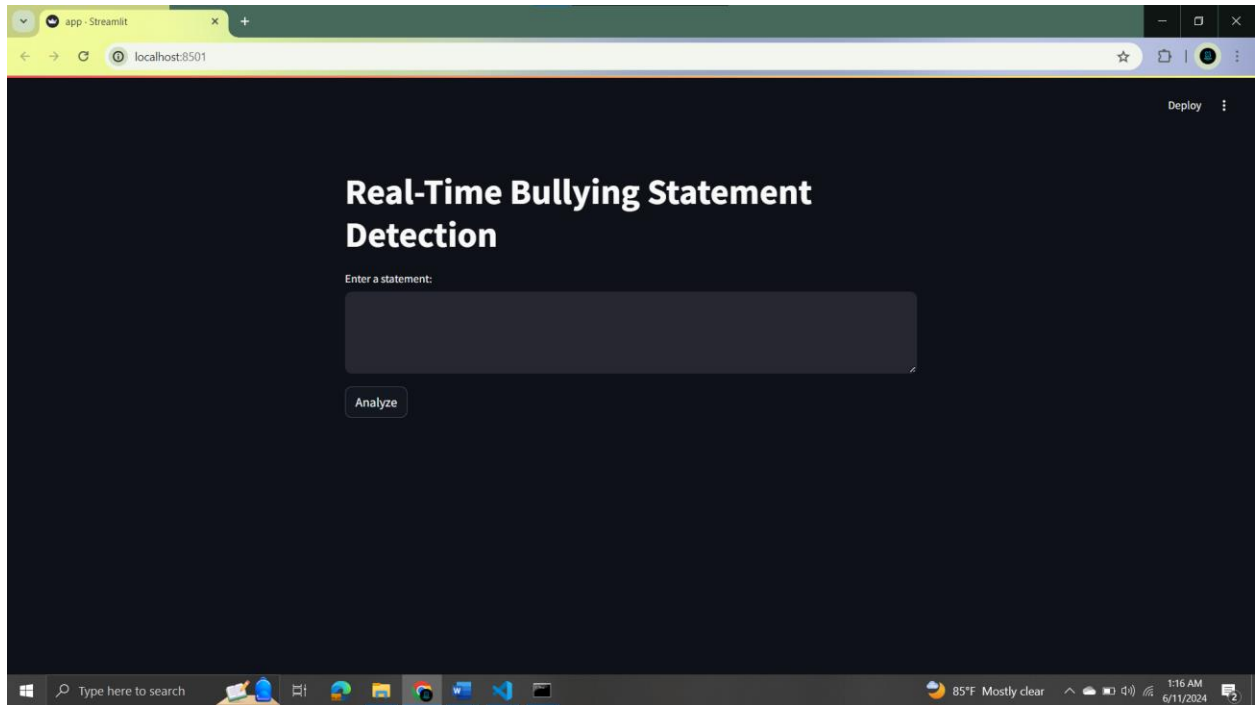 app · Streamlit
localhost:8501
Deploy
Real-Time Bullying Statement
Detection
Enter a statement:
Analyze
Type here to search
85°F Mostly clear
1:16 AM
6/11/2024
2